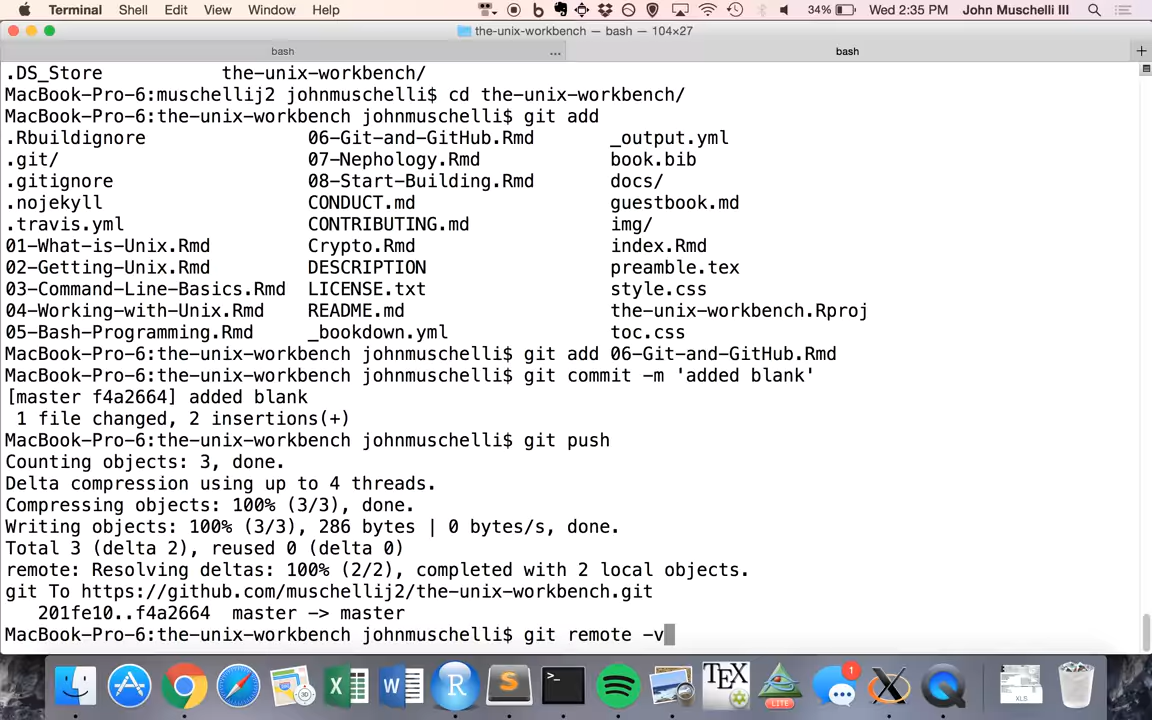 Terminal Shell Edit View Window Help 34% Wed 2:35 PM John Muschelli III
the-unix-workbench — bash — 104×27
bash ... bash +
.DS_Store the-unix-workbench/
MacBook-Pro-6:muschellij2 johnmuschelli$ cd the-unix-workbench/
MacBook-Pro-6:the-unix-workbench johnmuschelli$ git add
.Rbuildignore 06-Git-and-GitHub.Rmd _output.yml
.git/ 07-Nephology.Rmd book.bib
.gitignore 08-Start-Building.Rmd docs/
.nojekyll CONDUCT.md guestbook.md
.travis.yml CONTRIBUTING.md img/
01-What-is-Unix.Rmd Crypto.Rmd index.Rmd
02-Getting-Unix.Rmd DESCRIPTION preamble.tex
03-Command-Line-Basics.Rmd LICENSE.txt style.css
04-Working-with-Unix.Rmd README.md the-unix-workbench.Rproj
05-Bash-Programming.Rmd _bookdown.yml toc.css
MacBook-Pro-6:the-unix-workbench johnmuschelli$ git add 06-Git-and-GitHub.Rmd
MacBook-Pro-6:the-unix-workbench johnmuschelli$ git commit -m 'added blank'
[master f4a2664] added blank
1 file changed, 2 insertions(+)
MacBook-Pro-6:the-unix-workbench johnmuschelli$ git push
Counting objects: 3, done.
Delta compression using up to 4 threads.
Compressing objects: 100% (3/3), done.
Writing objects: 100% (3/3), 286 bytes | 0 bytes/s, done.
Total 3 (delta 2), reused 0 (delta 0)
remote: Resolving deltas: 100% (2/2), completed with 2 local objects.
git To https://github.com/muschellij2/the-unix-workbench.git
201fe10..f4a2664 master -> master
MacBook-Pro-6:the-unix-workbench johnmuschelli$ git remote -v
X W R S >_ TEX LITE 1 X XLS